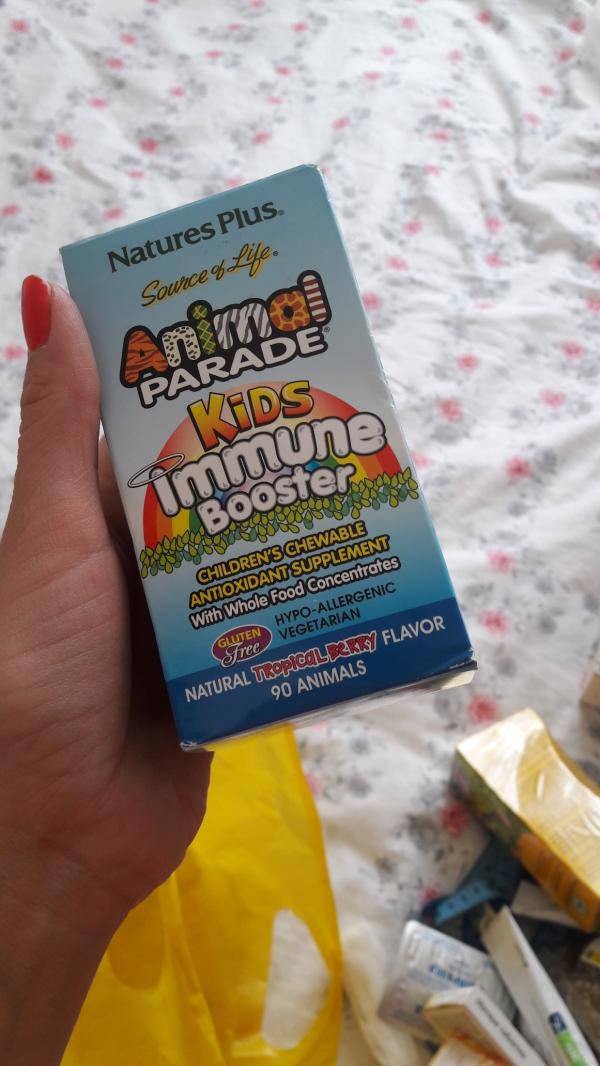 NaturesPlus®
Source of Life®
Animal
PARADE®
KiDS
Immune
Booster
CHILDREN'S CHEWABLE
ANTIOXIDANT SUPPLEMENT
With Whole Food Concentrates
GLUTEN
Free
HYPO-ALLERGENIC
VEGETARIAN
NATURAL TROPICAL BERRY FLAVOR
90 ANIMALS